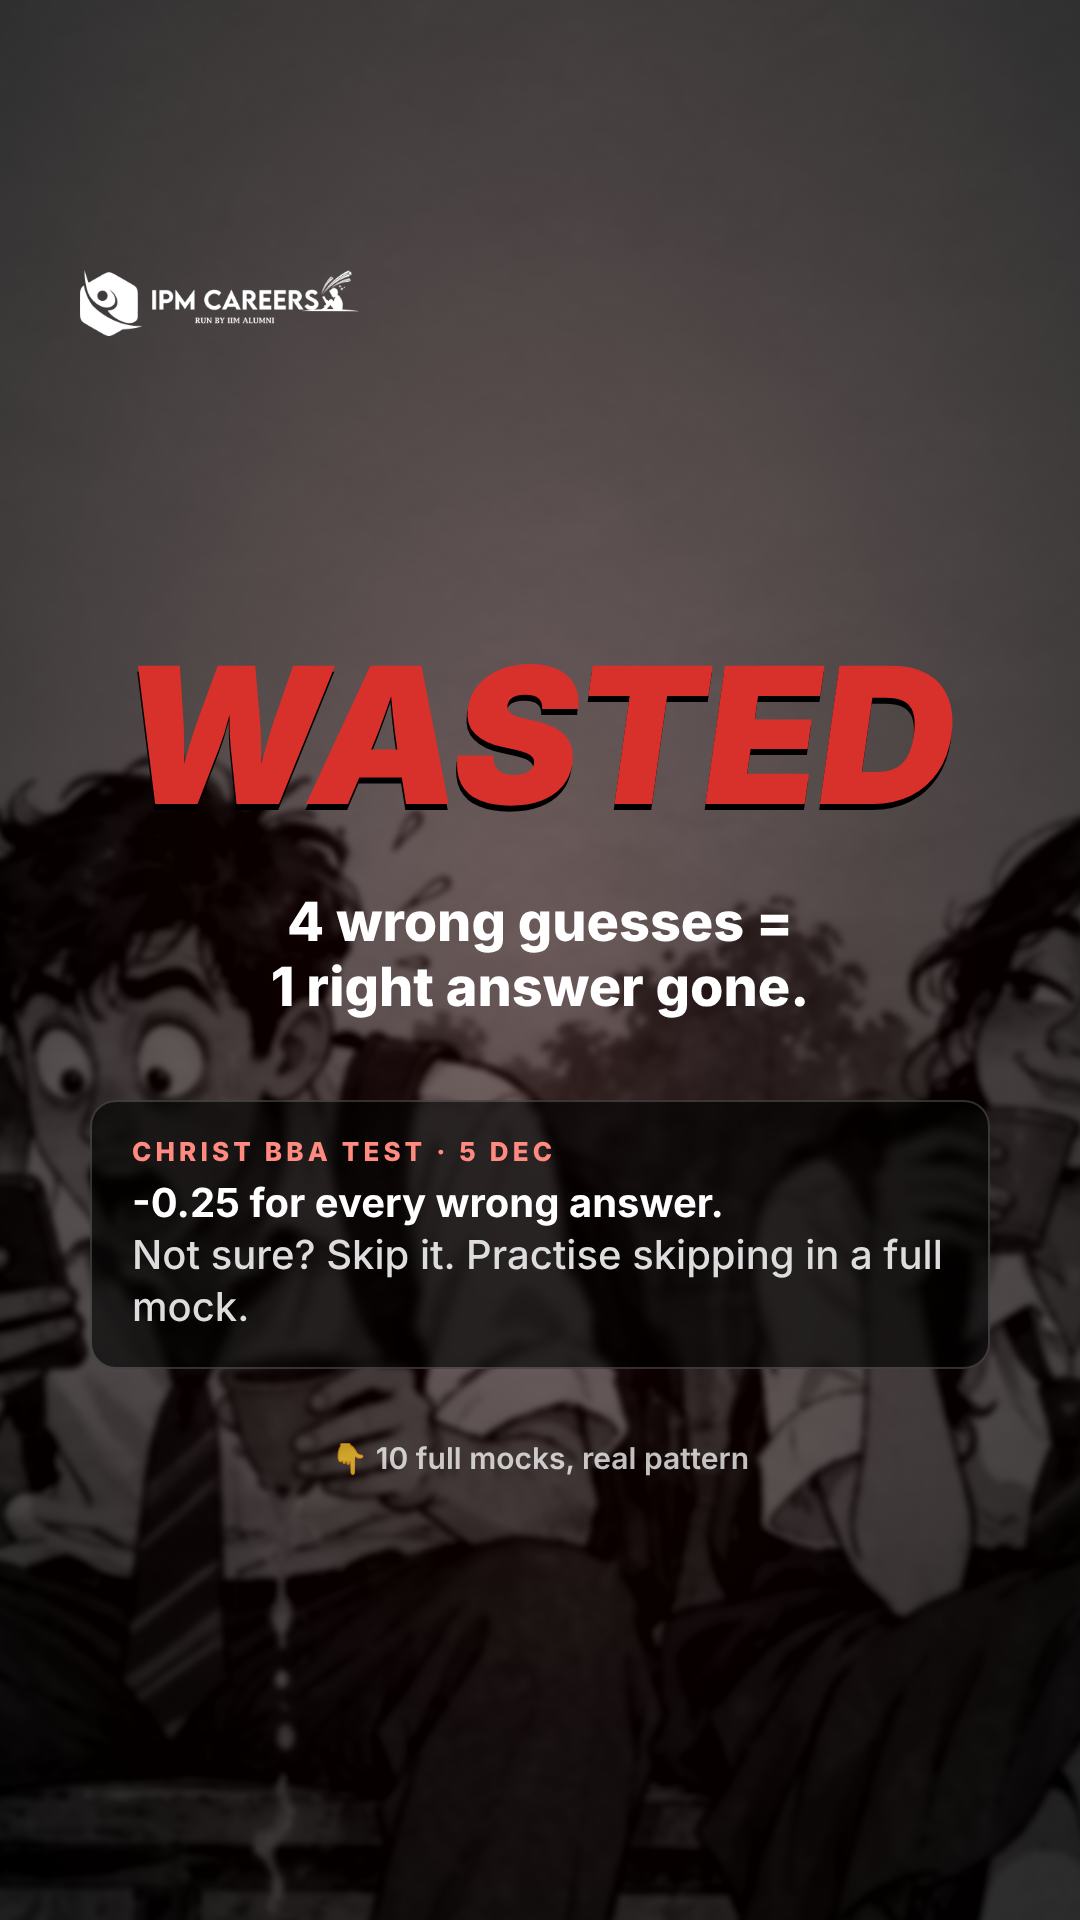 IPM CAREERS
RUN BY IIM ALUMNI
WASTED
4 wrong guesses =
1 right answer gone.
CHRIST BBA TEST · 5 DEC
-0.25 for every wrong answer.
Not sure? Skip it. Practise skipping in a full
mock.
👇 10 full mocks, real pattern